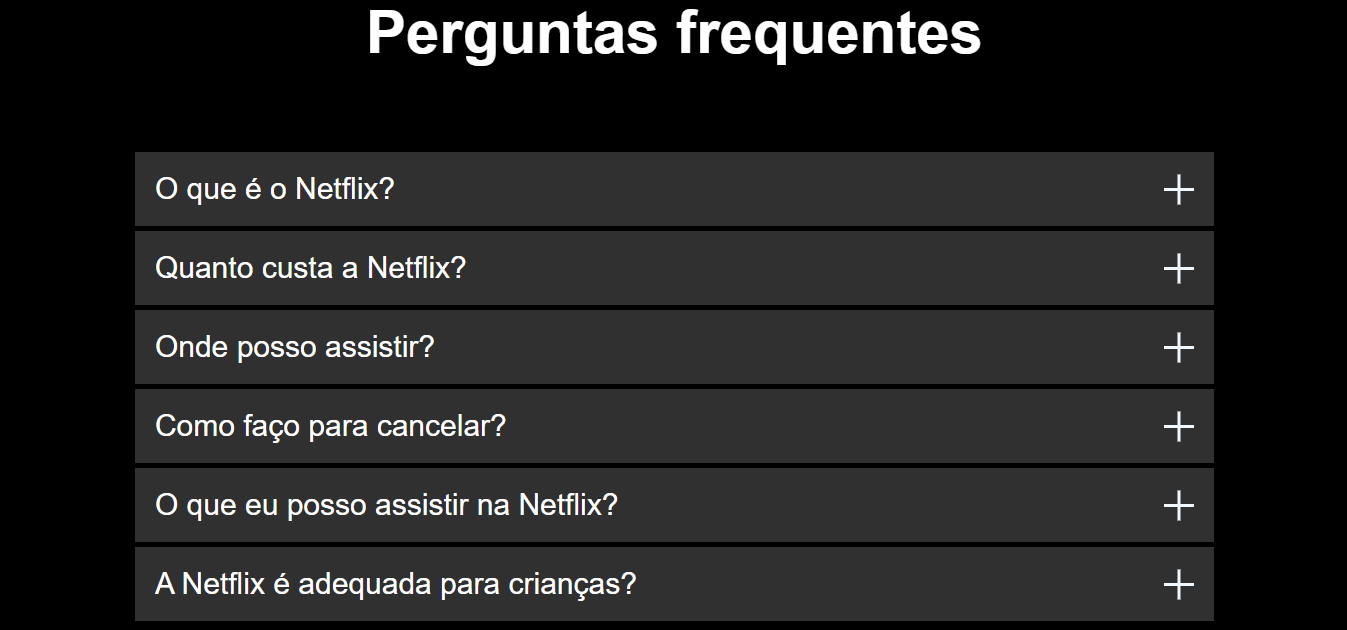 Perguntas frequentes
O que é o Netflix?
Quanto custa a Netflix?
Onde posso assistir?
Como faço para cancelar?
O que eu posso assistir na Netflix?
A Netflix é adequada para crianças?